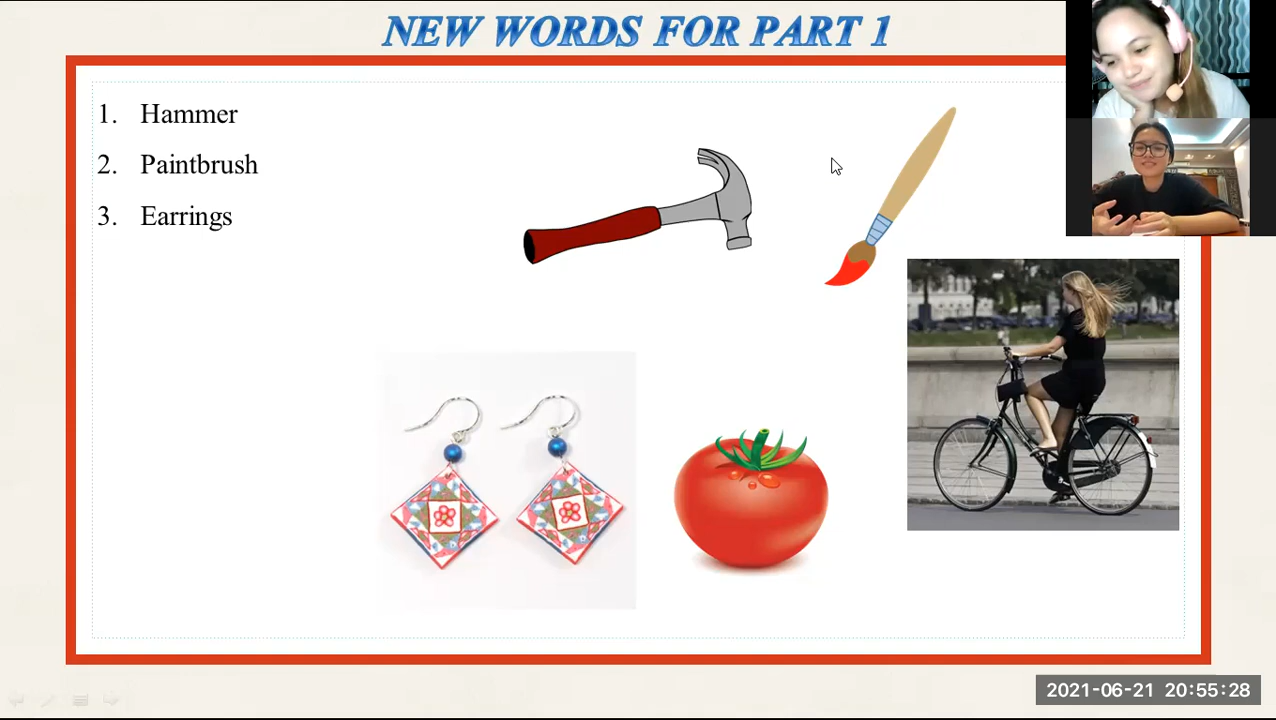 NEW WORDS FOR PART 1
1. Hammer
2. Paintbrush
3. Earrings
2021-06-21 20:55:28